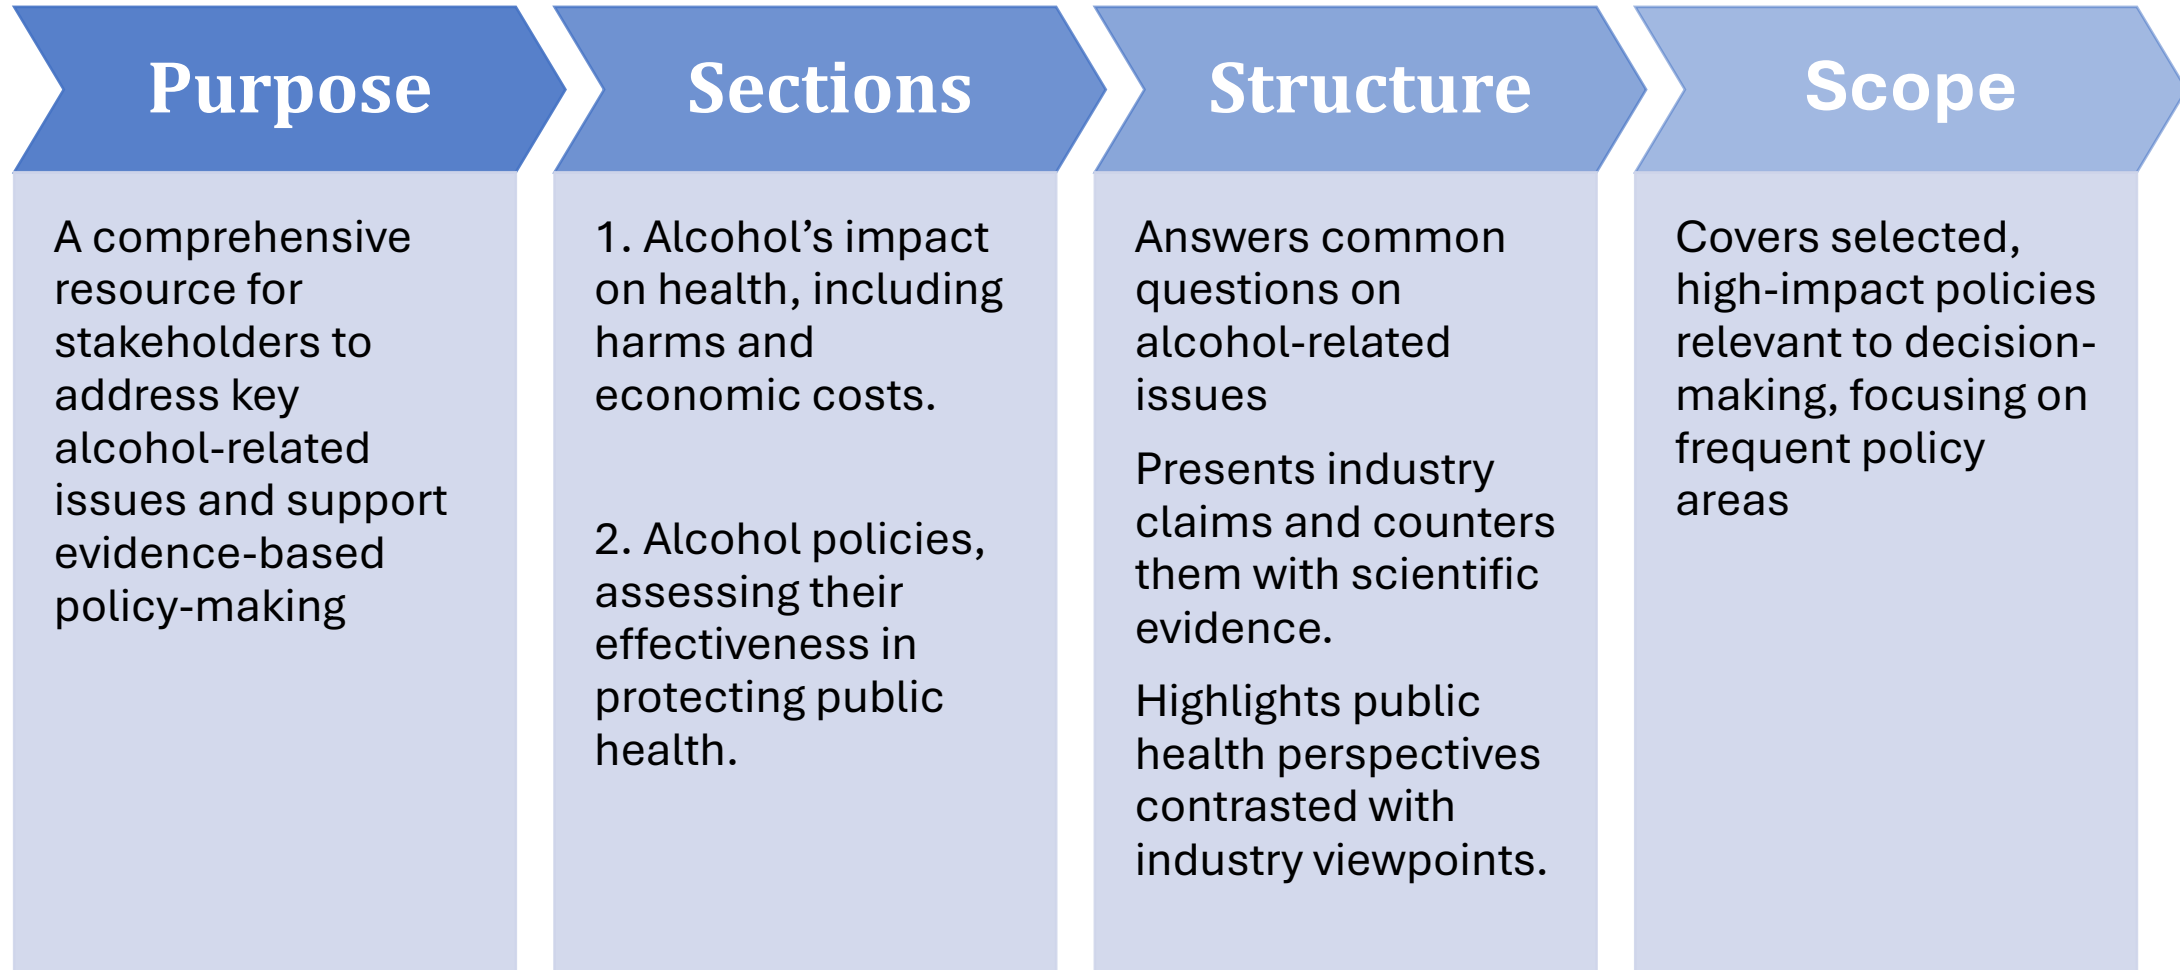 Purpose
A comprehensive
resource for
stakeholders to
address key
alcohol-related
issues and support
evidence-based
policy-making
Sections
1. Alcohol’s impact
on health, including
harms and
economic costs.
2. Alcohol policies,
assessing their
effectiveness in
protecting public
health.
Structure
Answers common
questions on
alcohol-related
issues
Presents industry
claims and counters
them with scientific
evidence.
Highlights public
health perspectives
contrasted with
industry viewpoints.
Scope
Covers selected,
high-impact policies
relevant to decision-
making, focusing on
frequent policy
areas